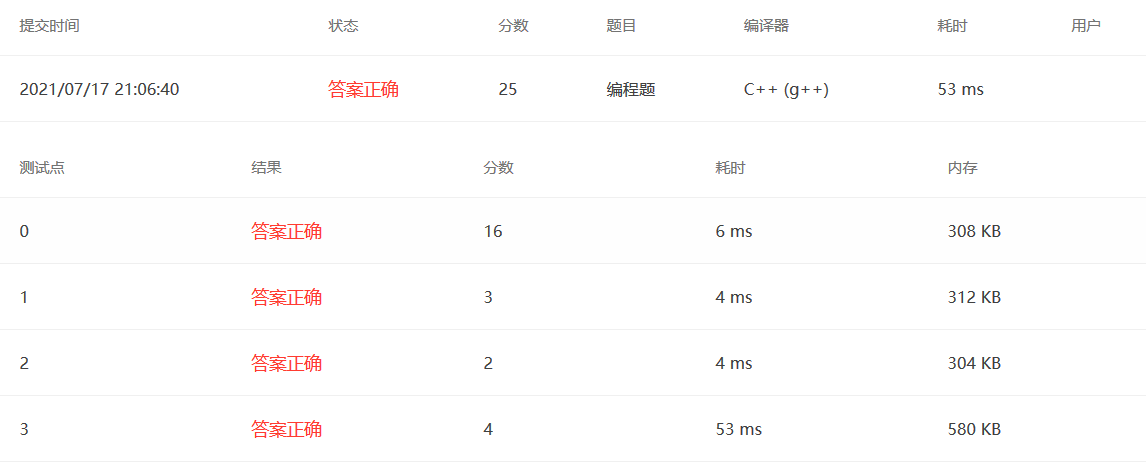 提交时间 状态 分数 题目 编译器 耗时 用户
2021/07/17 21:06:40 答案正确 25 编程题 C++ (g++) 53 ms
测试点 结果 分数 耗时 内存
0 答案正确 16 6 ms 308 KB
1 答案正确 3 4 ms 312 KB
2 答案正确 2 4 ms 304 KB
3 答案正确 4 53 ms 580 KB